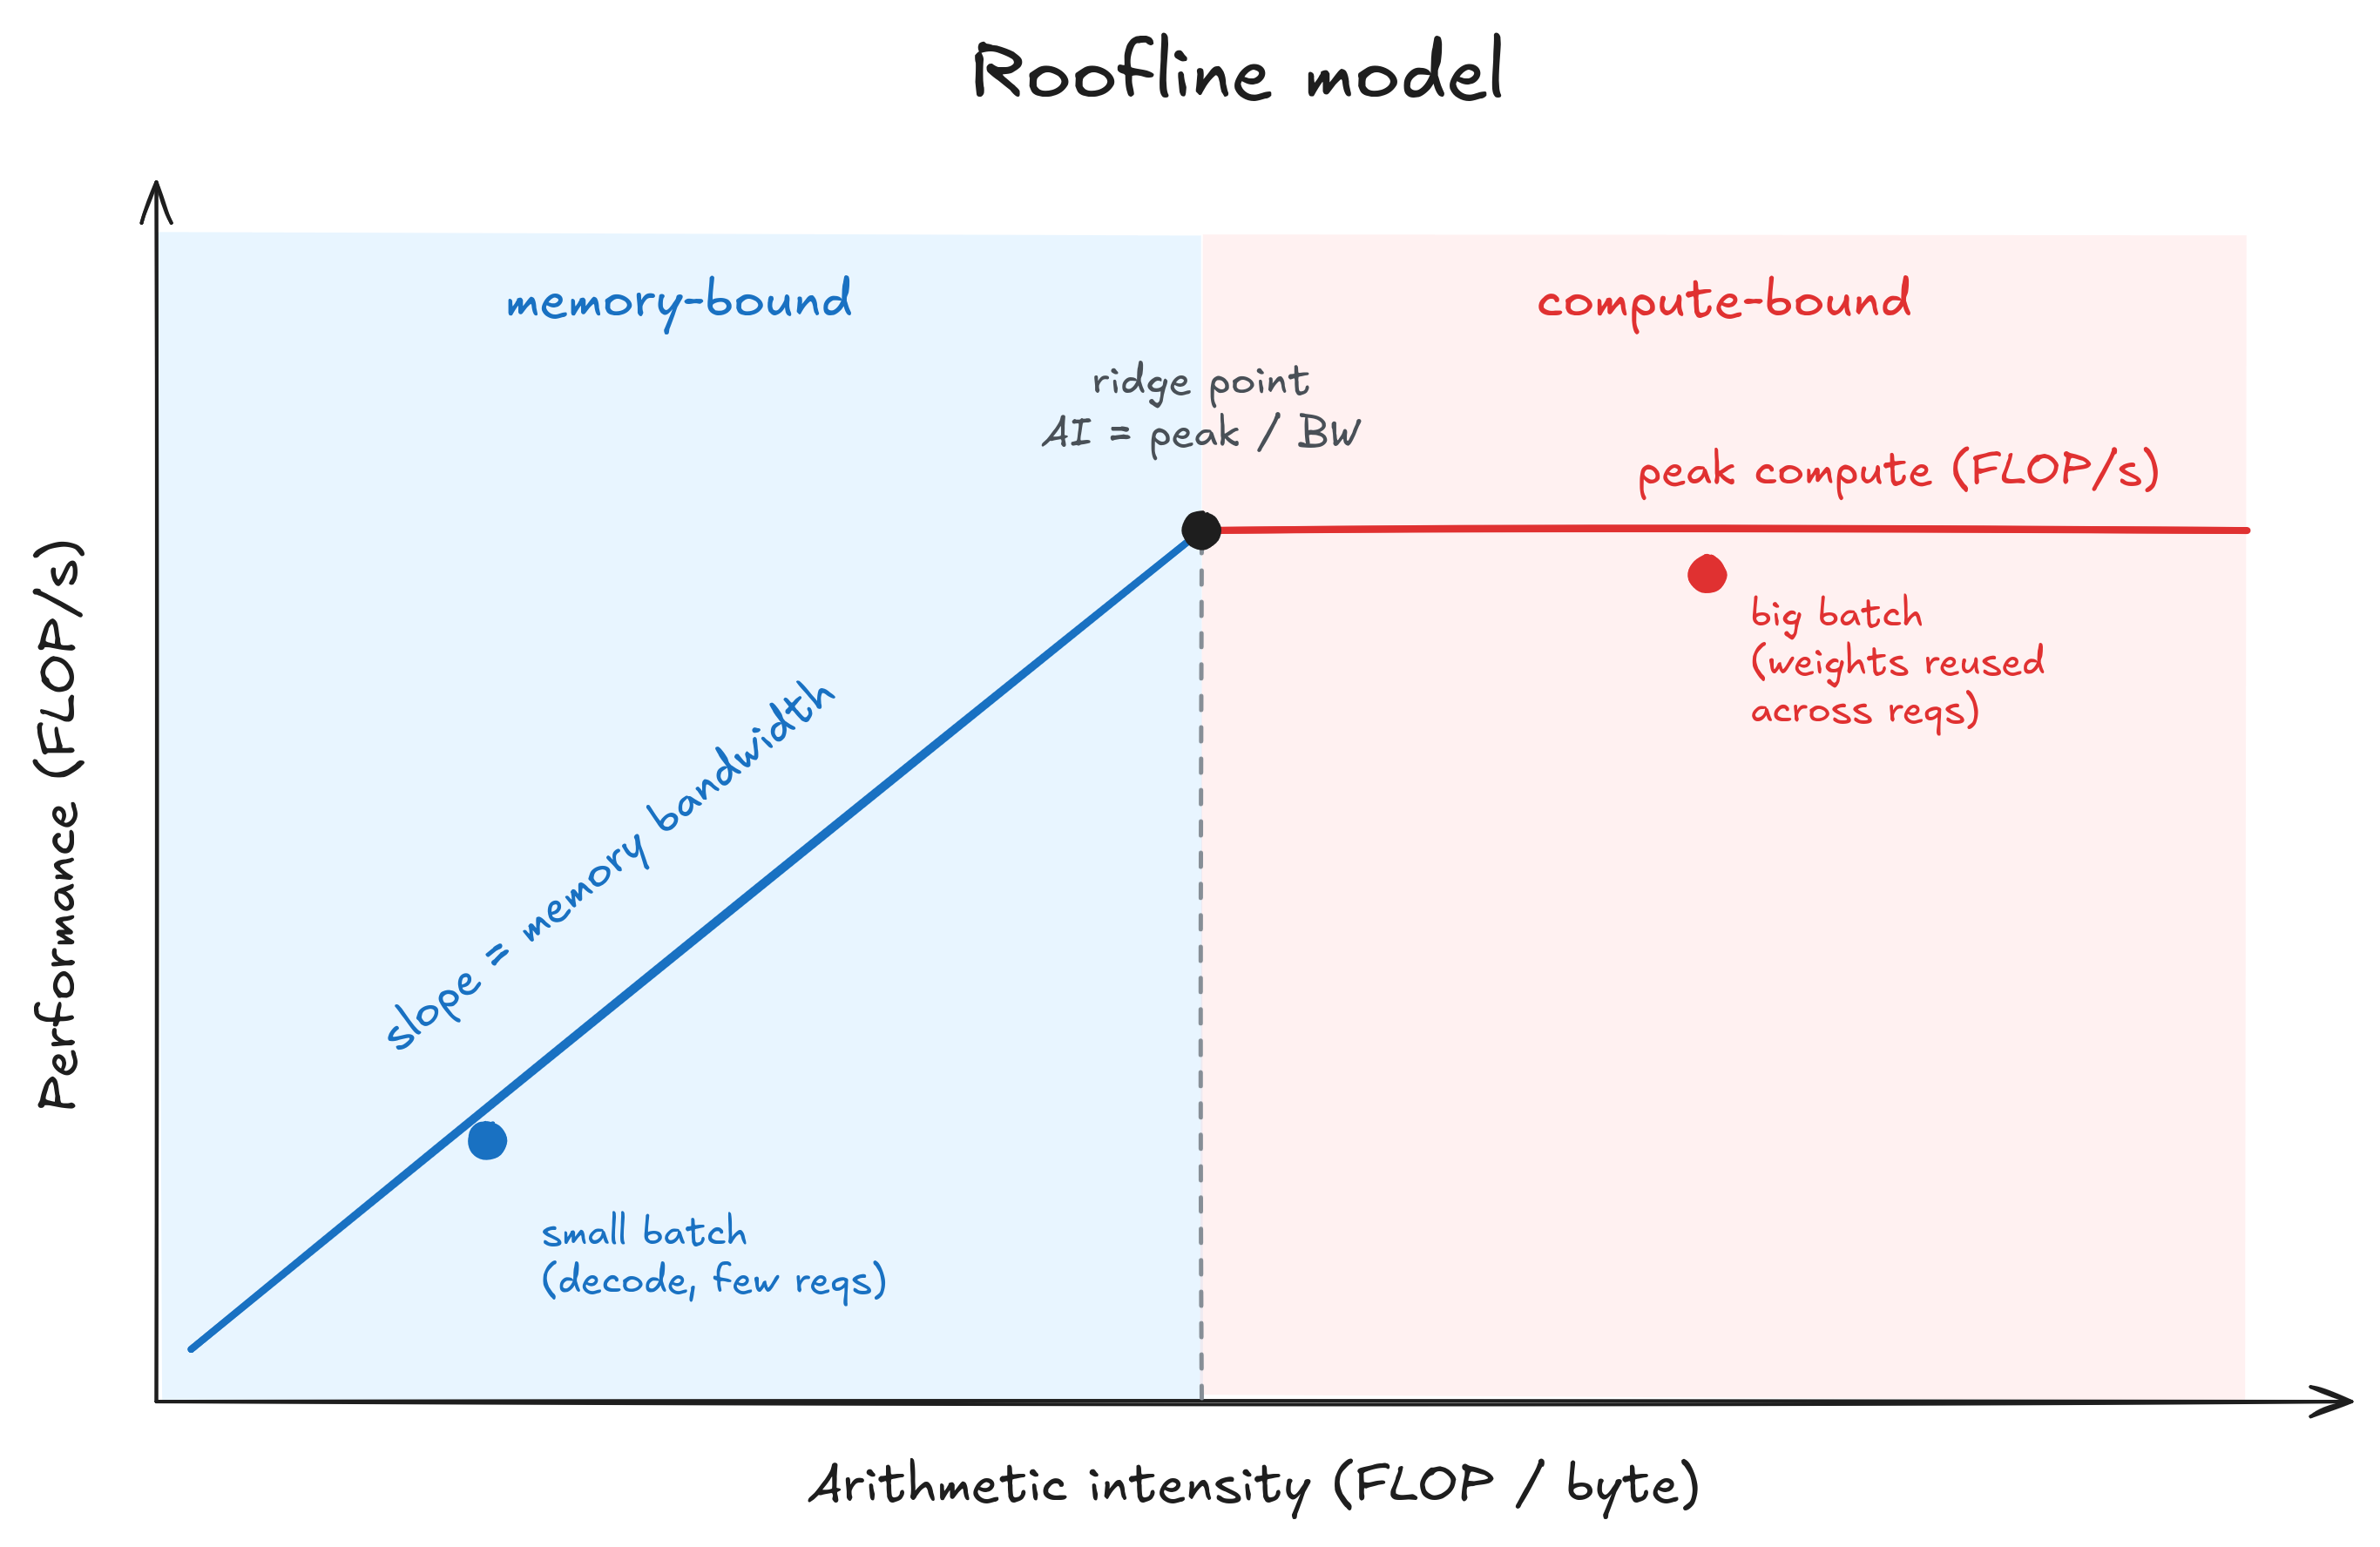 Roofline model
memory-bound
compute-bound
ridge point
AI = peak / BW
peak compute (FLOP/s)
big batch
(weights reused
across reqs)
Performance (FLOP/s)
slope = memory bandwidth
small batch
(decode, few reqs)
Arithmetic intensity (FLOP / byte)